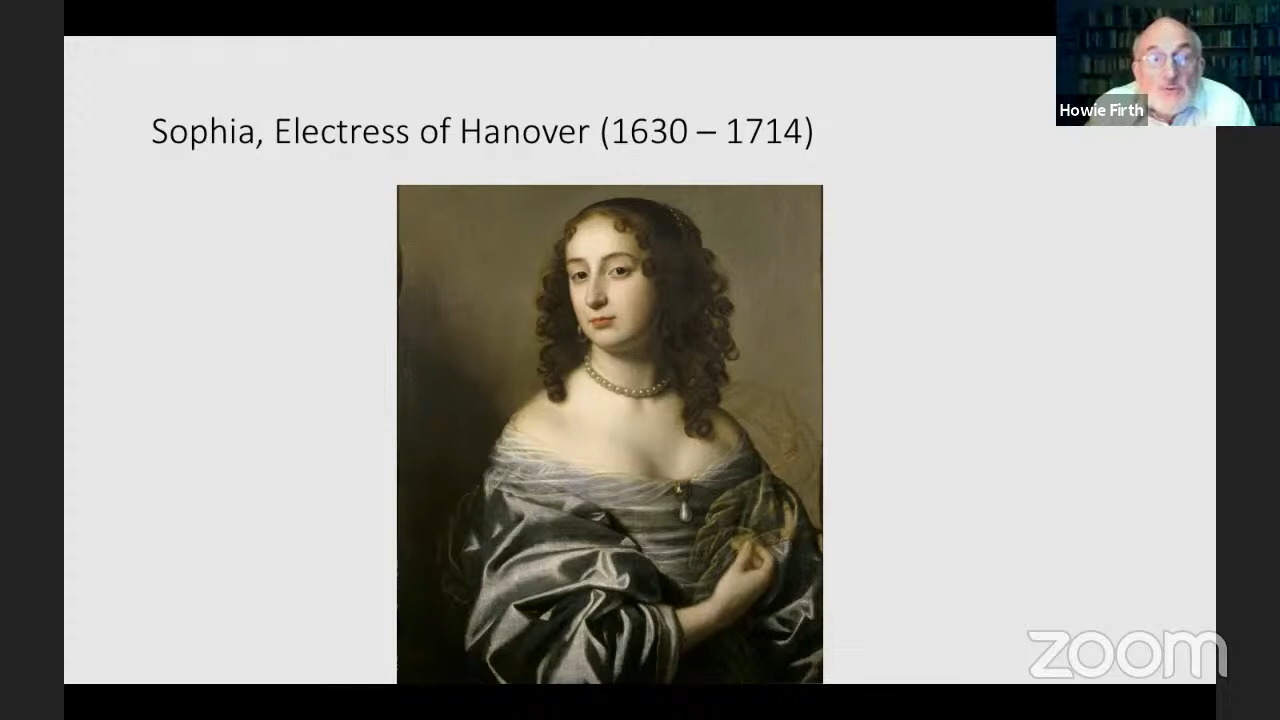 Howie Firth
Sophia, Electress of Hanover (1630 – 1714)
zoom